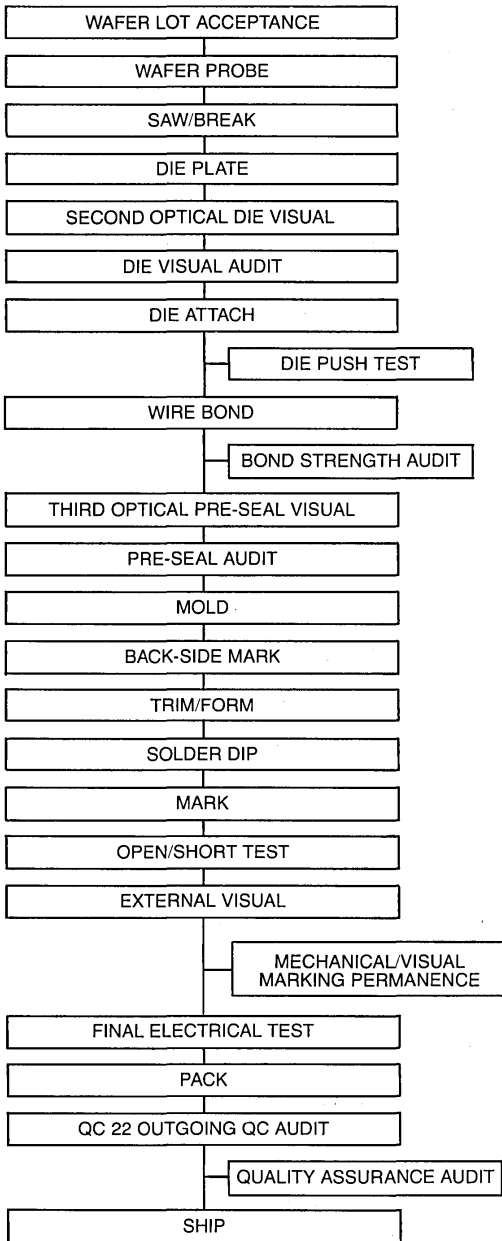 WAFER LOT ACCEPTANCE
WAFER PROBE
SAW/BREAK
DIE PLATE
SECOND OPTICAL DIE VISUAL
DIE VISUAL AUDIT
DIE ATTACH
DIE PUSH TEST
WIRE BOND
BOND STRENGTH AUDIT
THIRD OPTICAL PRE-SEAL VISUAL
PRE-SEAL AUDIT
MOLD
BACK-SIDE MARK
TRIM/FORM
SOLDER DIP
MARK
OPEN/SHORT TEST
EXTERNAL VISUAL
MECHANICAL/VISUAL
MARKING PERMANENCE
FINAL ELECTRICAL TEST
PACK
QC 22 OUTGOING QC AUDIT
QUALITY ASSURANCE AUDIT
SHIP